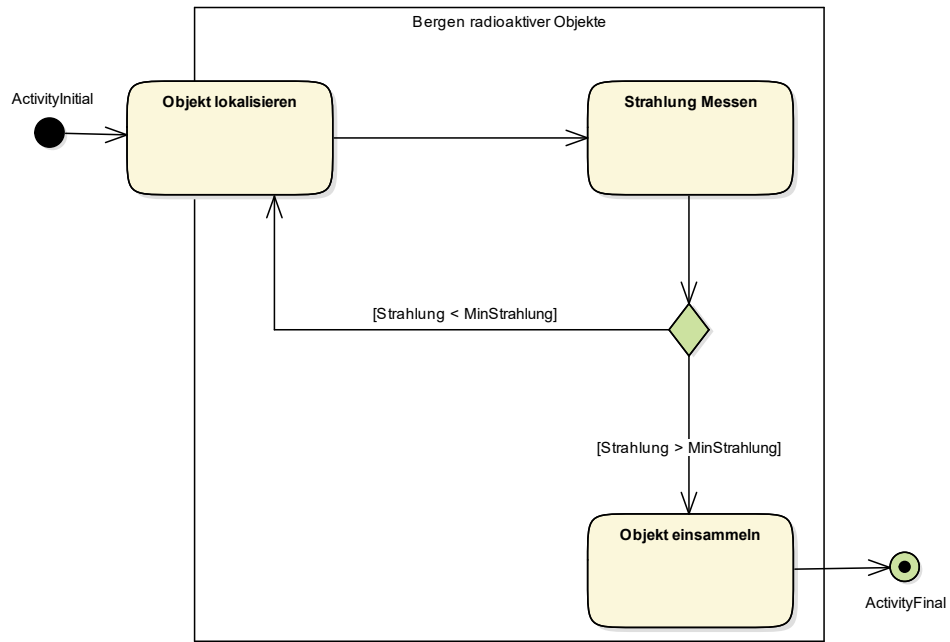 Bergen radioaktiver Objekte
ActivityInitial
Objekt lokalisieren
Strahlung Messen
[Strahlung < MinStrahlung]
[Strahlung > MinStrahlung]
Objekt einsammeln
ActivityFinal